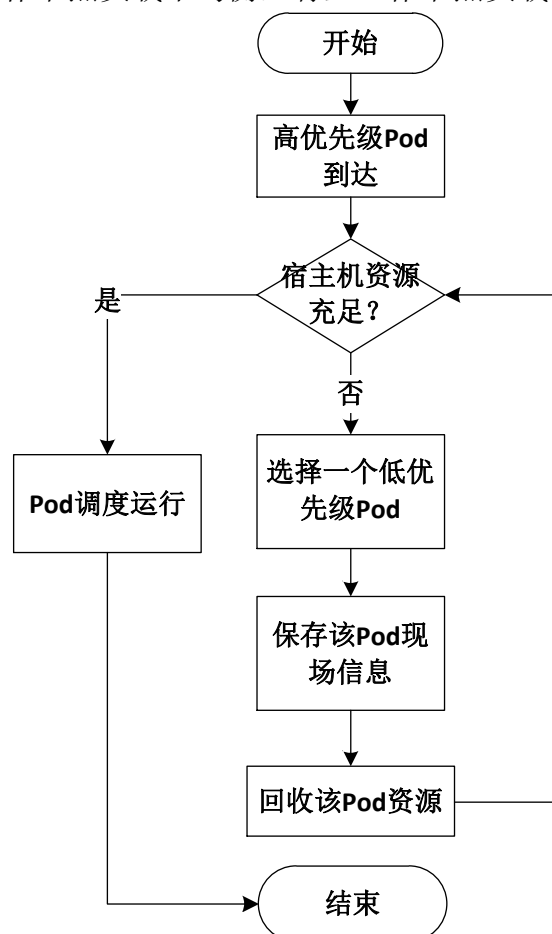 开始
高优先级Pod
到达
宿主机资源
充足？
是
否
选择一个低优
先级Pod
Pod调度运行
保存该Pod现
场信息
回收该Pod资源
结束